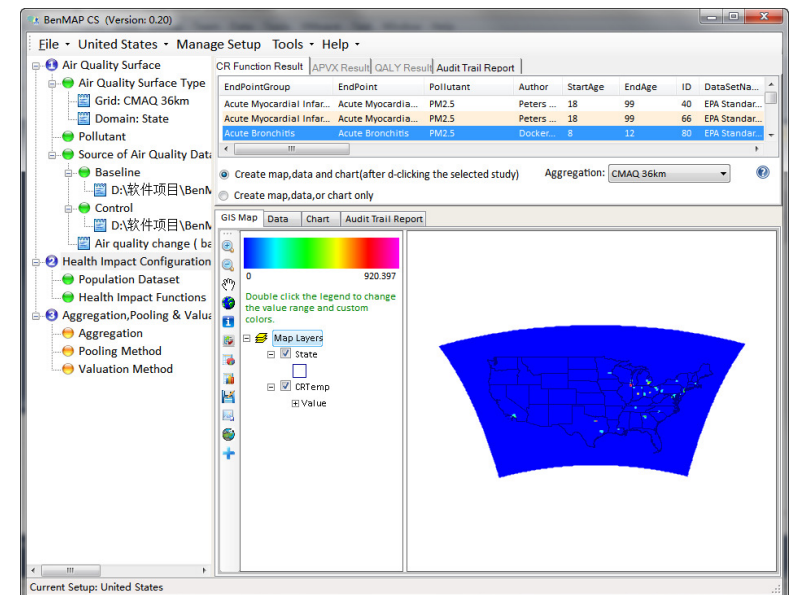 BenMAP CS (Version: 0.20)
File United States Manage Setup Tools Help
Air Quality Surface
Air Quality Surface Type
Grid: CMAQ 36km
Domain: State
Pollutant
Source of Air Quality Data
Baseline
D:\软件项目\BenM
Control
D:\软件项目\BenM
Air quality change ( ba
Health Impact Configuration
Population Dataset
Health Impact Functions
Aggregation,Pooling & Valua
Aggregation
Pooling Method
Valuation Method
CR Function Result APVX Result QALY Result Audit Trail Report
EndPointGroup EndPoint Pollutant Author StartAge EndAge ID DataSetNa...
Acute Myocardial Infar... Acute Myocardia... PM2.5 Peters ... 18 99 40 EPA Standar...
Acute Myocardial Infar... Acute Myocardia... PM2.5 Peters ... 18 99 66 EPA Standar...
Acute Bronchitis Acute Bronchitis PM2.5 Docker... 8 12 80 EPA Standar...
Create map,data and chart(after d-clicking the selected study) Aggregation: CMAQ 36km
Create map,data,or chart only
GIS Map Data Chart Audit Trail Report
0 920.397
Double click the legend to change
the value range and custom
colors.
Map Layers
State
CRTemp
Value
Current Setup: United States